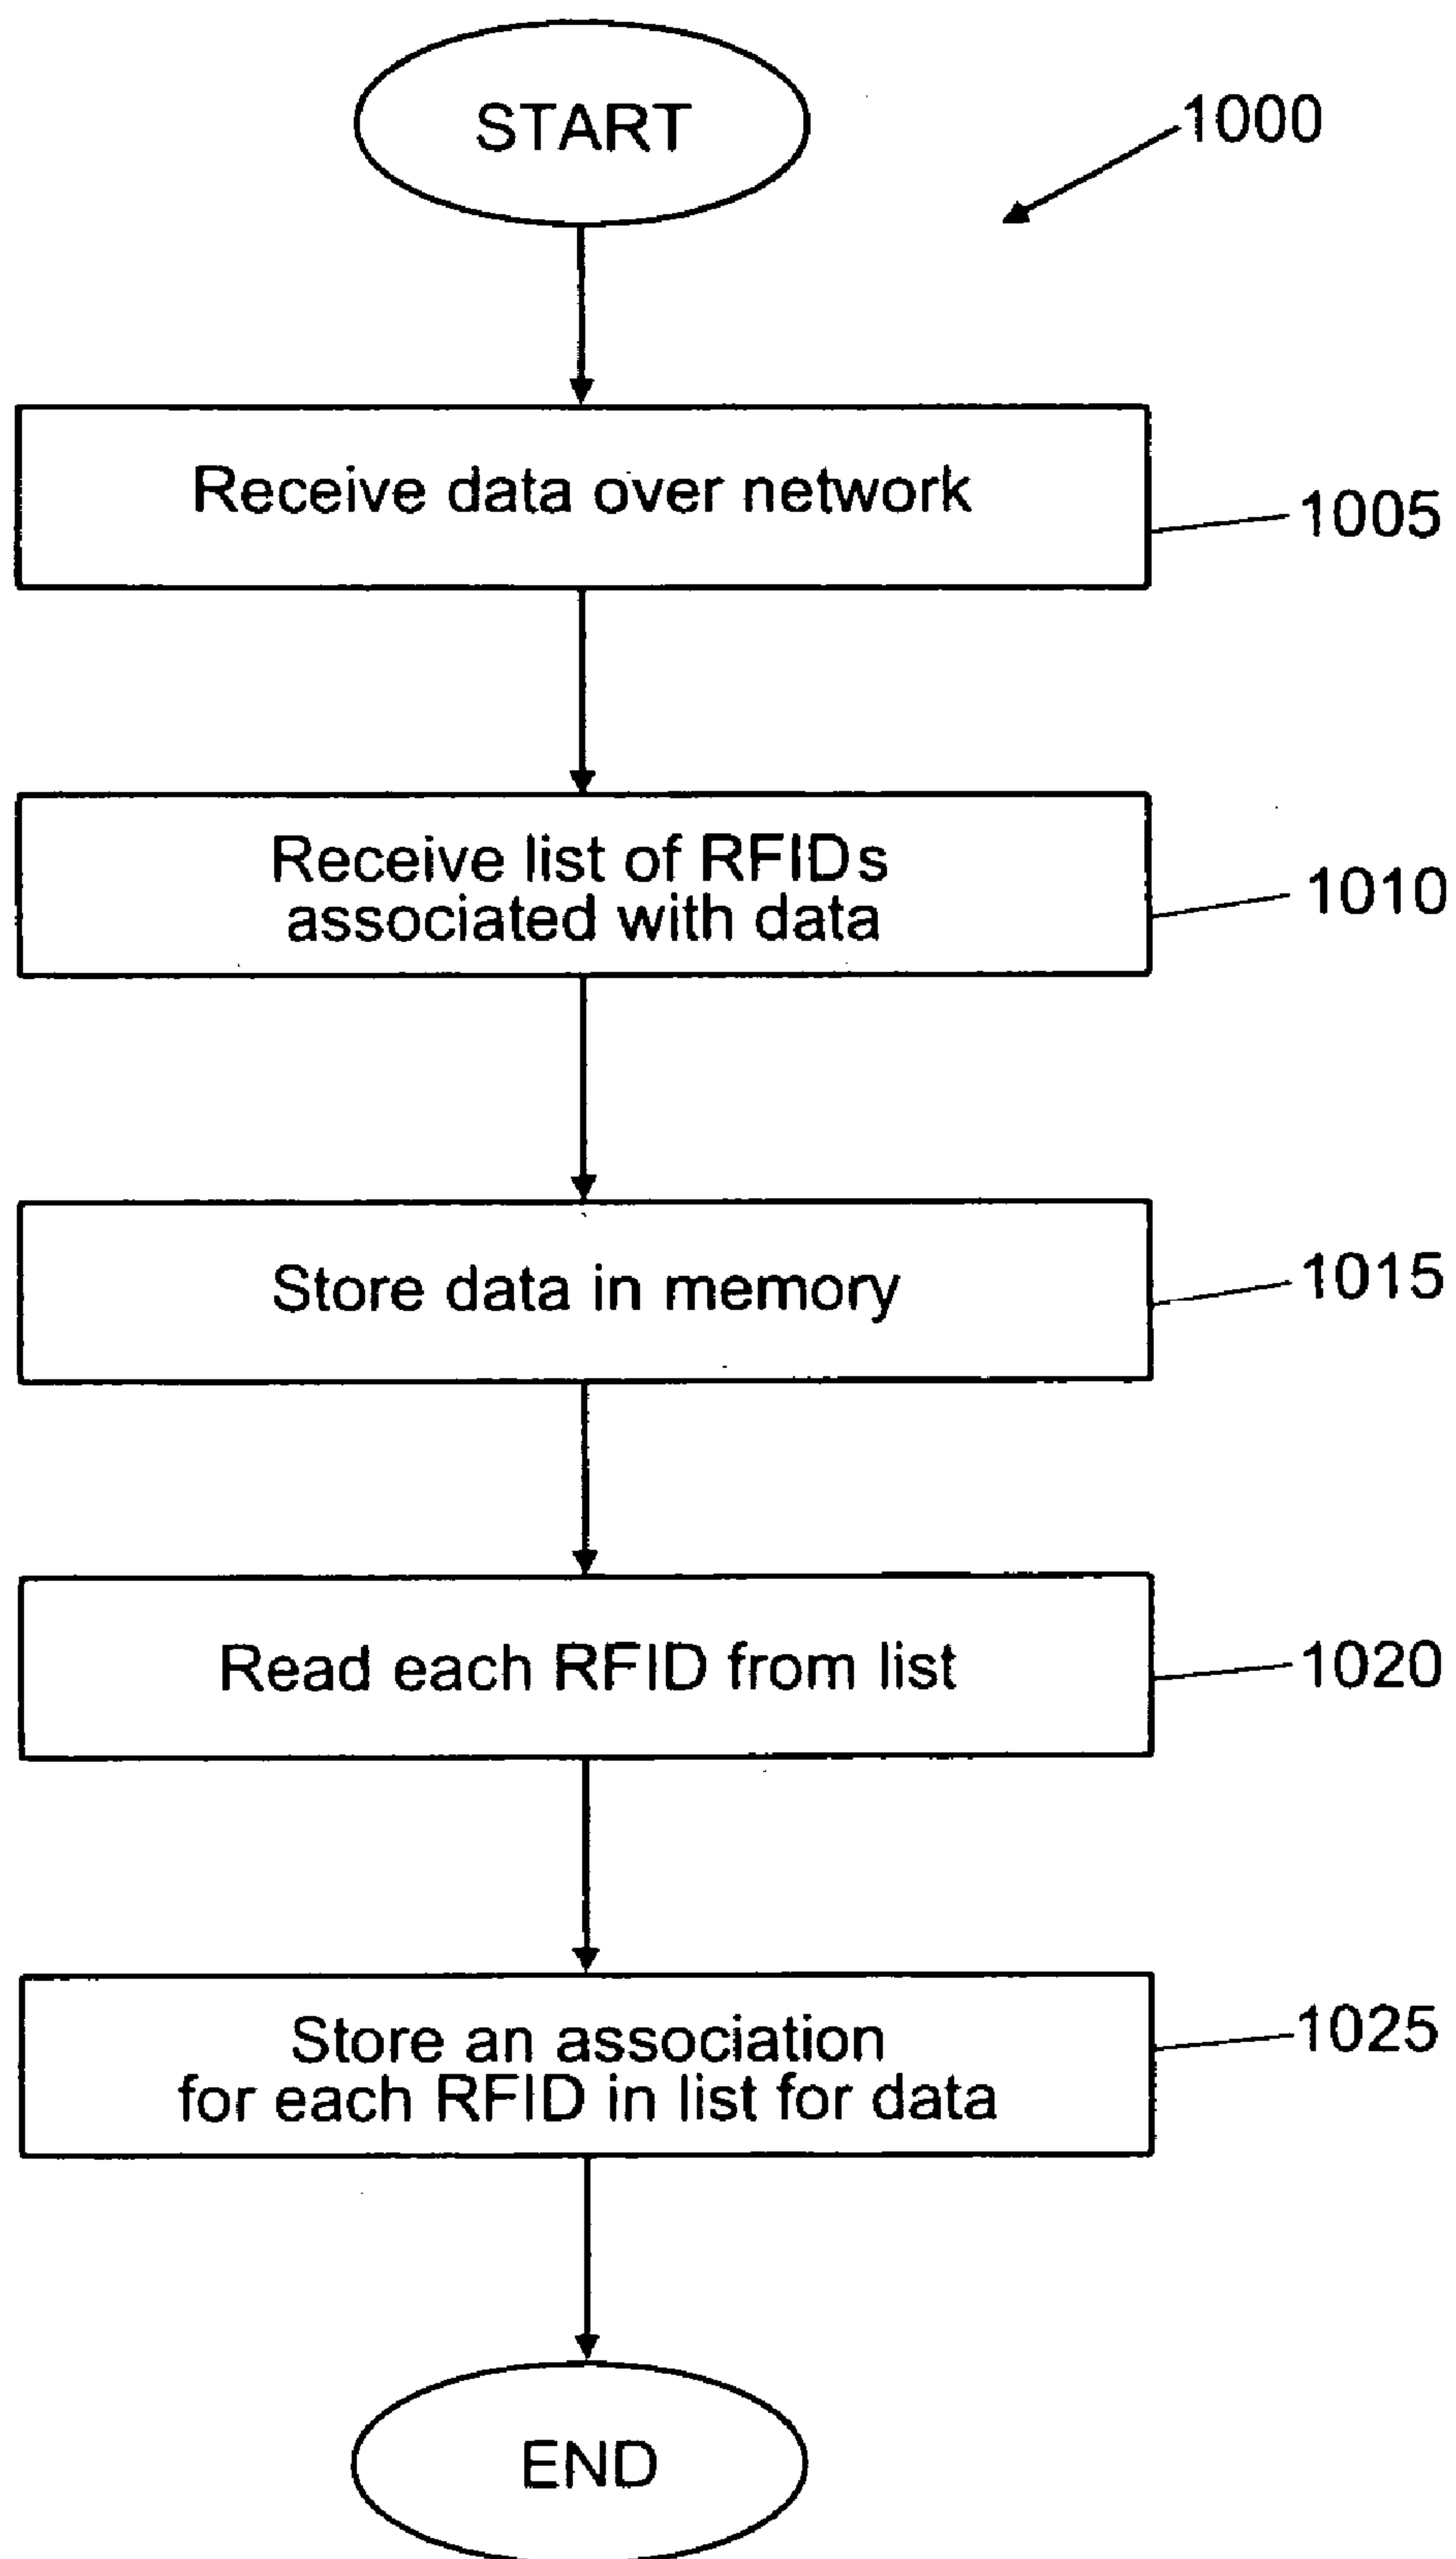 START
1000
Receive data over network
1005
Receive list of RFIDs
associated with data
1010
Store data in memory
1015
Read each RFID from list
1020
Store an association
for each RFID in list for data
1025
END